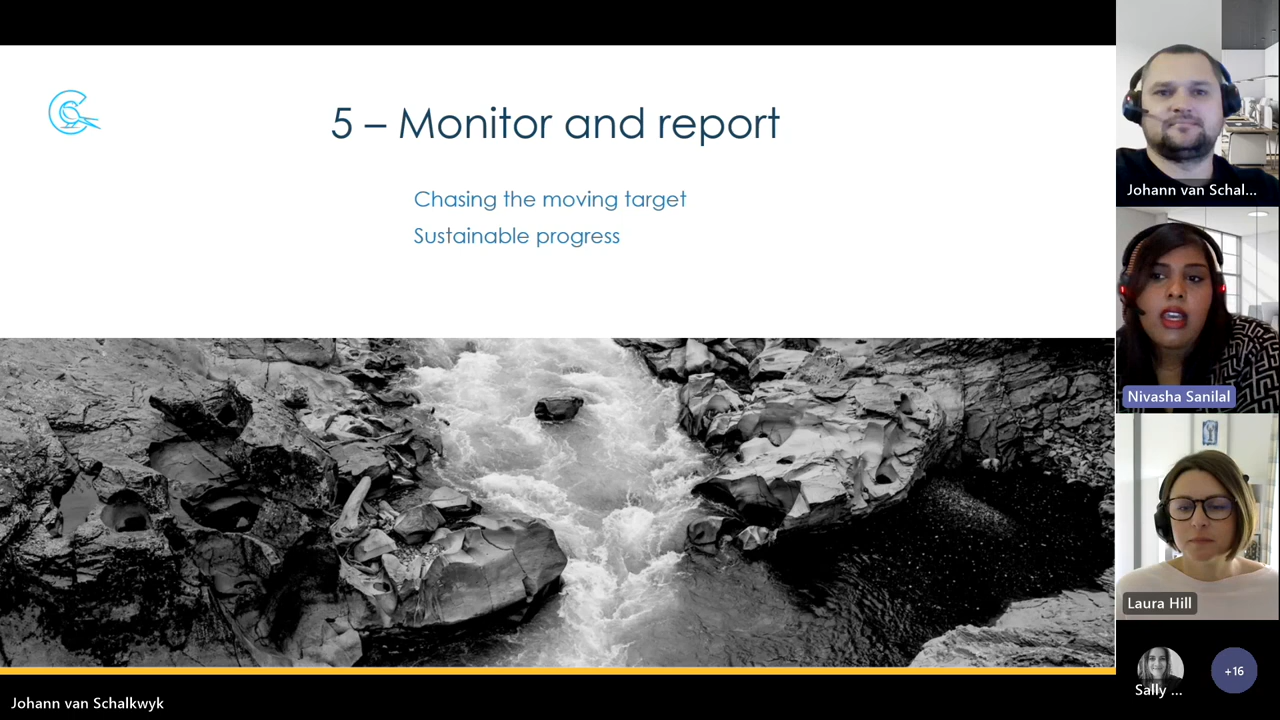 5 – Monitor and report
Chasing the moving target
Sustainable progress
Johann van Schal...
Nivasha Sanilal
Laura Hill
Sally ...
+16
Johann van Schalkwyk